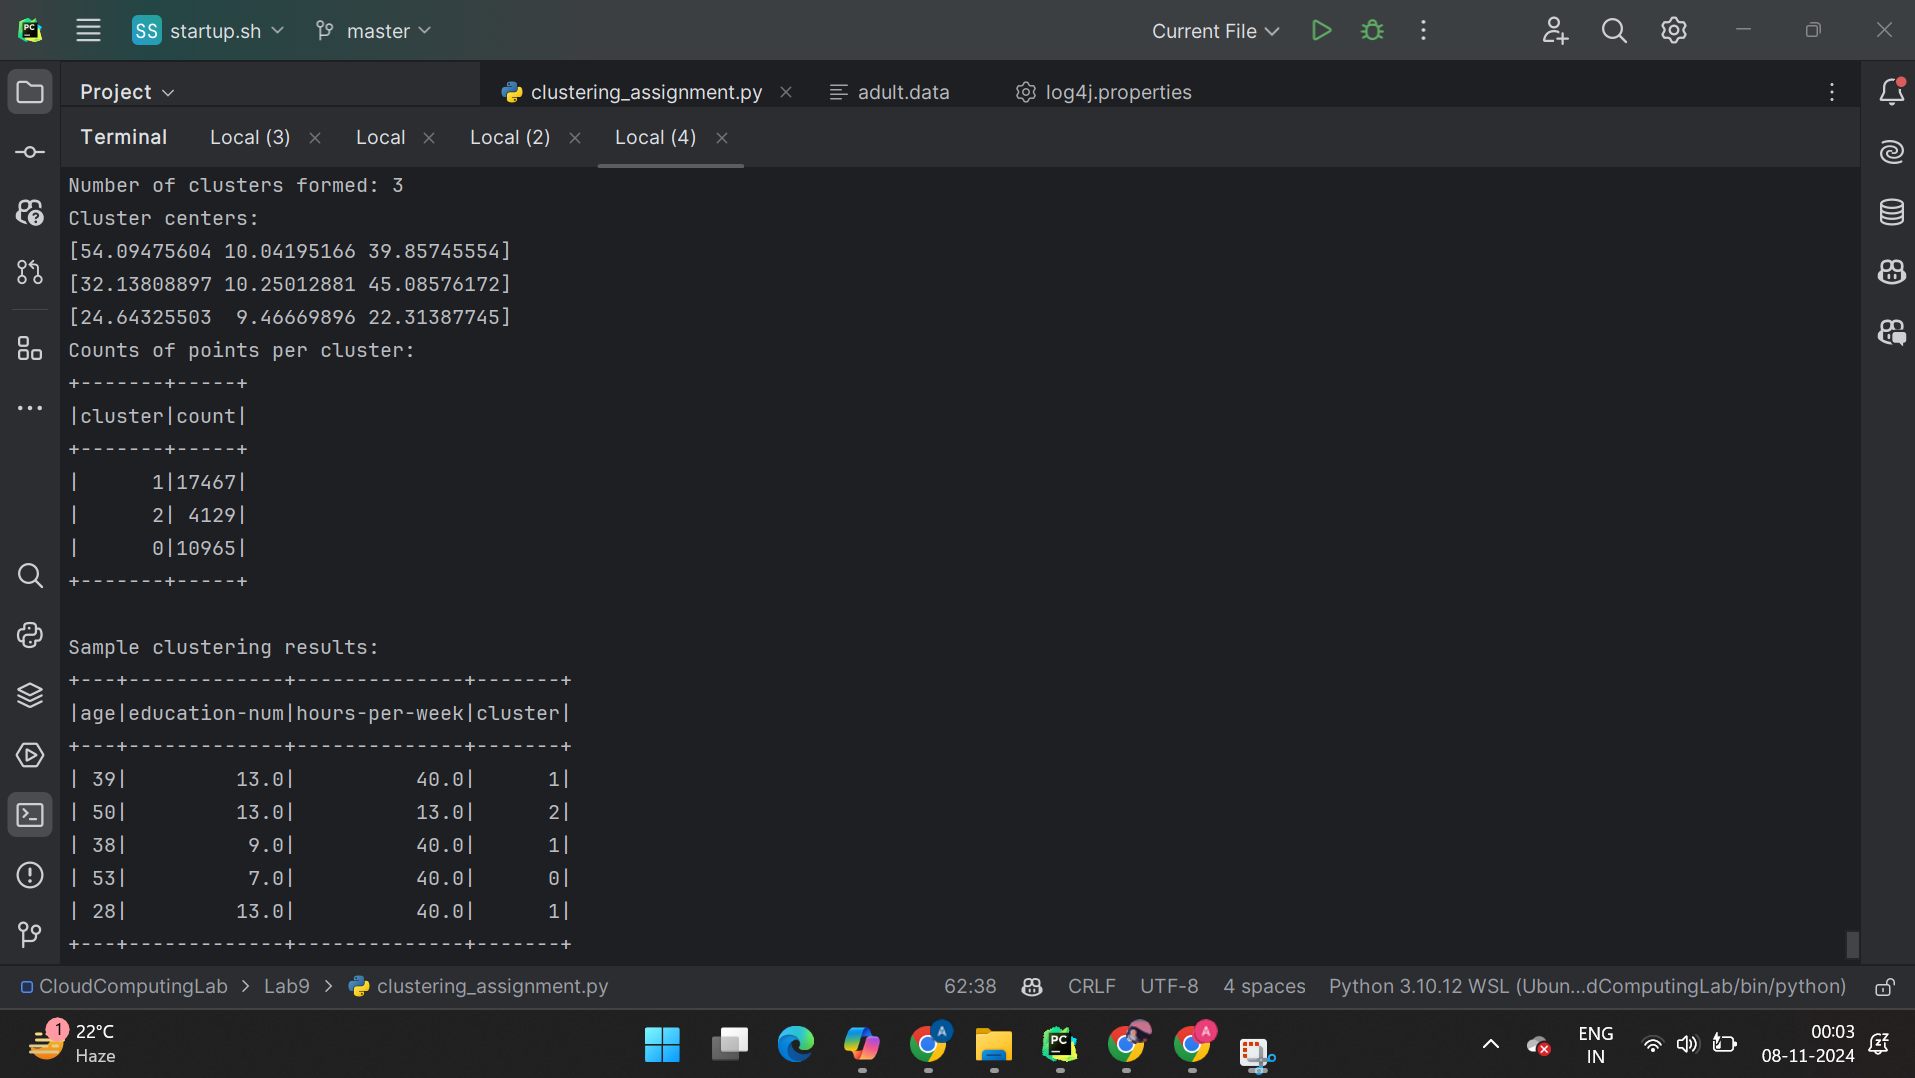 PC SS startup.sh master Current File
Project clustering_assignment.py adult.data log4j.properties
Terminal Local (3) Local Local (2) Local (4)
Number of clusters formed: 3
Cluster centers:
[54.09475604 10.04195166 39.85745554]
[32.13808897 10.25012881 45.08576172]
[24.64325503  9.46669896 22.31387745]
Counts of points per cluster:
+-------+-----+
|cluster|count|
+-------+-----+
|      1|17467|
|      2| 4129|
|      0|10965|
+-------+-----+
Sample clustering results:
+---+-------------+--------------+-------+
|age|education-num|hours-per-week|cluster|
+---+-------------+--------------+-------+
| 39|         13.0|          40.0|      1|
| 50|         13.0|          13.0|      2|
| 38|          9.0|          40.0|      1|
| 53|          7.0|          40.0|      0|
| 28|         13.0|          40.0|      1|
+---+-------------+--------------+-------+
CloudComputingLab > Lab9 > clustering_assignment.py 62:38 CRLF UTF-8 4 spaces Python 3.10.12 WSL (Ubun...dComputingLab/bin/python)
1 22°C A PC A ENG 00:03
Haze IN 08-11-2024